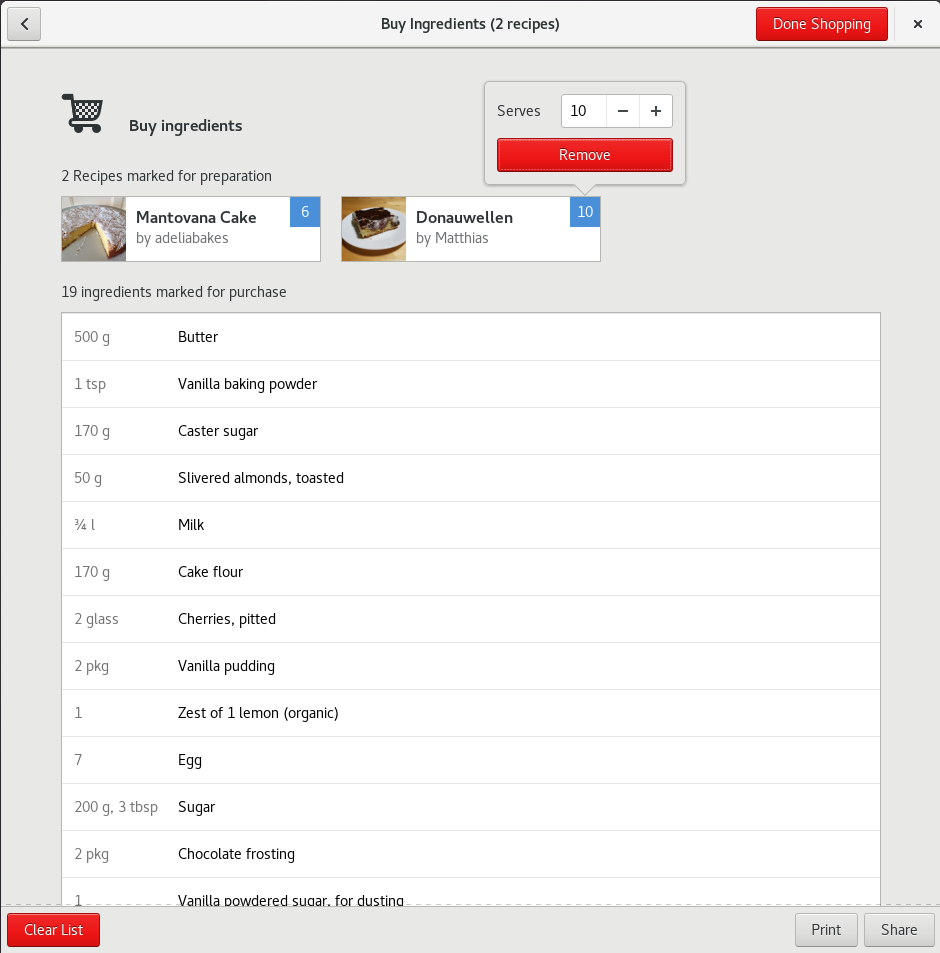 Buy Ingredients (2 recipes)
Done Shopping
Buy ingredients
Serves 10
Remove
2 Recipes marked for preparation
Mantovana Cake 6
by adeliabakes
Donauwellen 10
by Matthias
19 ingredients marked for purchase
500 g Butter
1 tsp Vanilla baking powder
170 g Caster sugar
50 g Slivered almonds, toasted
¾ l Milk
170 g Cake flour
2 glass Cherries, pitted
2 pkg Vanilla pudding
1 Zest of 1 lemon (organic)
7 Egg
200 g, 3 tbsp Sugar
2 pkg Chocolate frosting
1 Vanilla powdered sugar, for dusting
Clear List
Print
Share